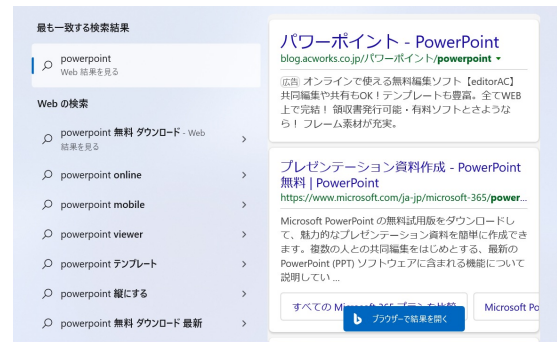 最も一致する検索結果
powerpoint
Web 結果を見る
Web の検索
powerpoint 無料 ダウンロード - Web
結果を見る
powerpoint online
powerpoint mobile
powerpoint viewer
powerpoint テンプレート
powerpoint 縦にする
powerpoint 無料 ダウンロード 最新
パワーポイント - PowerPoint
blog.acworks.co.jp/パワーポイント/powerpoint
広告 オンラインで使える無料編集ソフト【editorAC】
共同編集や共有もOK！テンプレートも豊富。全てWEB
上で完結！ 領収書発行可能・有料ソフトとさような
ら！ フレーム素材が充実。
プレゼンテーション資料作成 - PowerPoint
無料 | PowerPoint
https://www.microsoft.com/ja-jp/microsoft-365/power...
Microsoft PowerPoint の無料試用版をダウンロードし
て、魅力的なプレゼンテーション資料を簡単に作成でき
ます。複数の人との共同編集をはじめとする、最新の
PowerPoint (PPT) ソフトウェアに含まれる機能について
説明してい ...
すべての Microsoft 365 プランを比較
Microsoft Po
ブラウザーで結果を開く